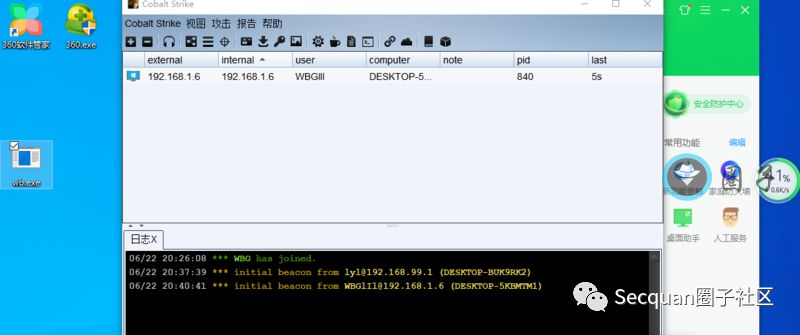 Cobalt Strike
Cobalt Strike 视图 攻击 报告 帮助
external internal user computer note pid last
192.168.1.6 192.168.1.6 WBGlll DESKTOP-5... 840 5s
日志X
06/22 20:26:08 *** WBG has joined.
06/22 20:37:39 *** initial beacon from lyl@192.168.99.1 (DESKTOP-BUK9RK2)
06/22 20:40:41 *** initial beacon from WBGlIl@192.168.1.6 (DESKTOP-5KBMTM1)
360软件管家
360.exe
wb.exe
安全防护中心
常用功能 编辑
家庭防火墙
圈子
1%
0.6K/s
桌面助手 人工服务
Secquan圈子社区